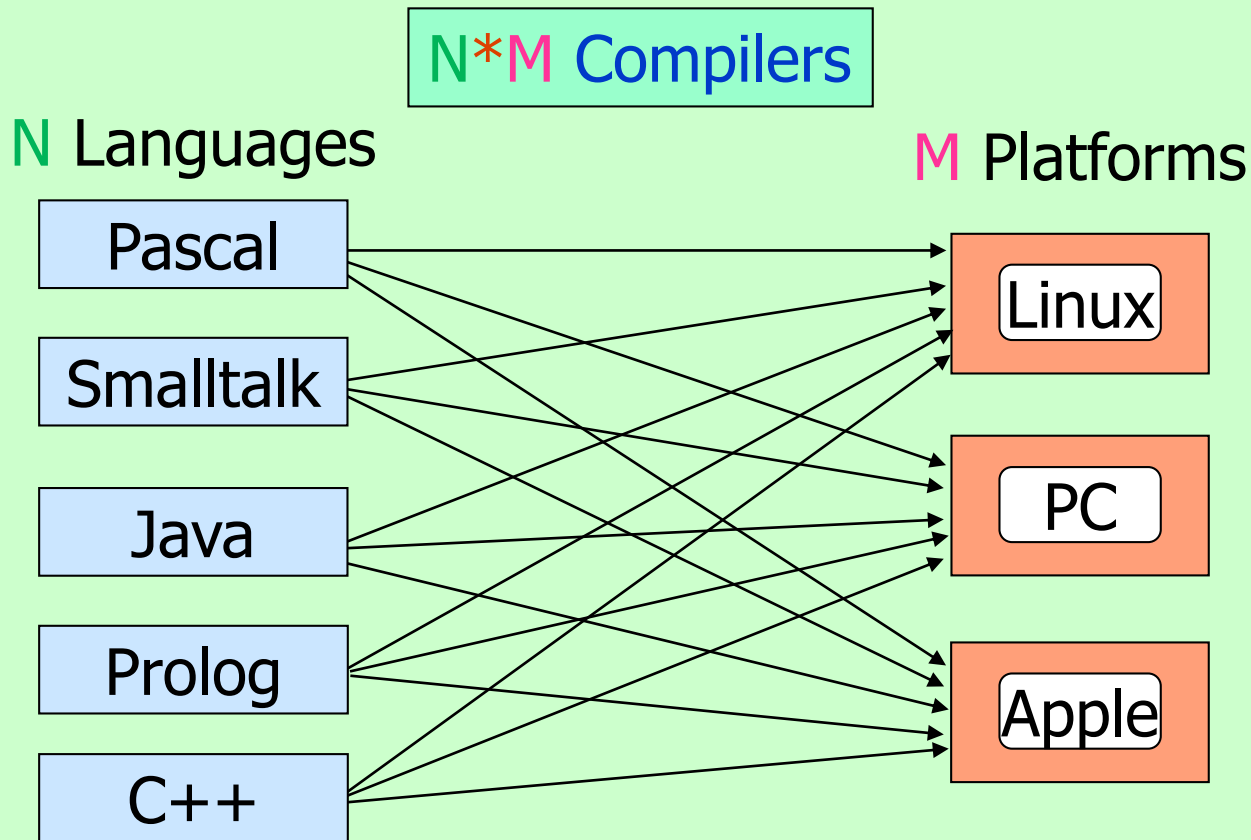 N*M Compilers
N Languages
M Platforms
Pascal
Smalltalk
Java
Prolog
C++
Linux
PC
Apple